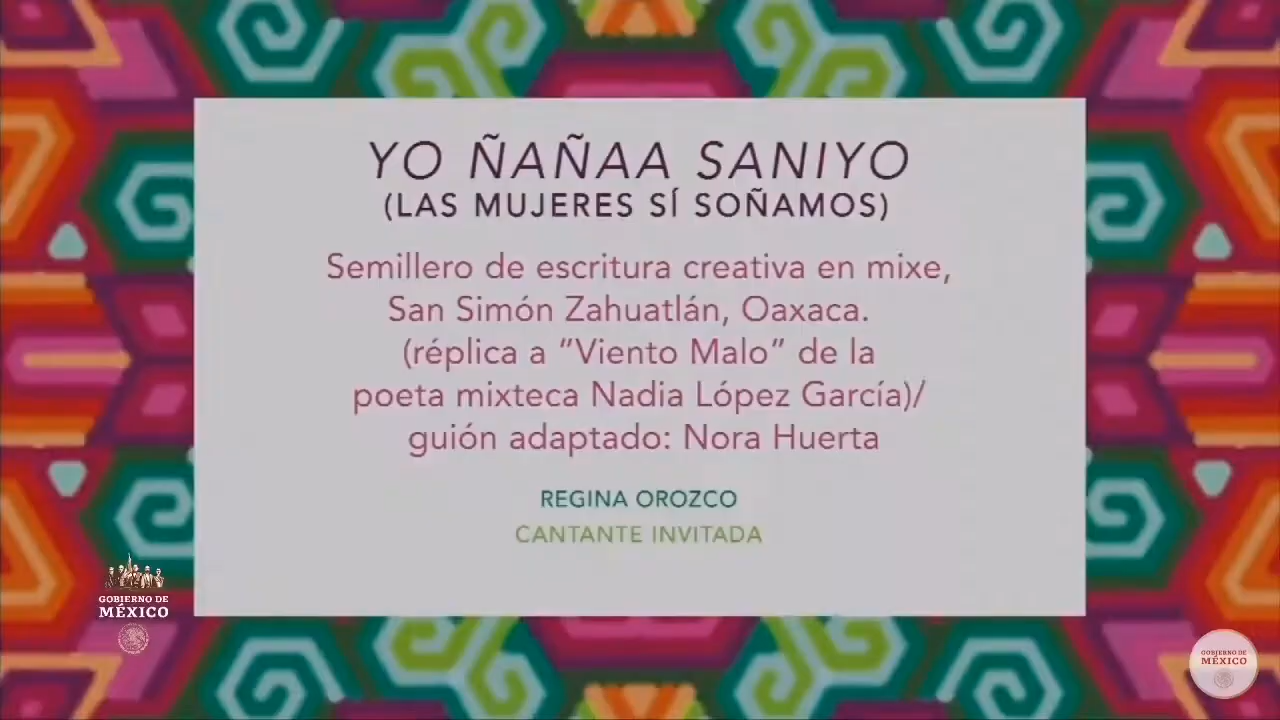 YO ÑAÑAA SANIYO
(LAS MUJERES SÍ SOÑAMOS)
Semillero de escritura creativa en mixe,
San Simón Zahuatlán, Oaxaca.
(réplica a “Viento Malo” de la
poeta mixteca Nadia López García)/
guión adaptado: Nora Huerta
REGINA OROZCO
CANTANTE INVITADA
GOBIERNO DE
MÉXICO
GOBIERNO DE
MÉXICO